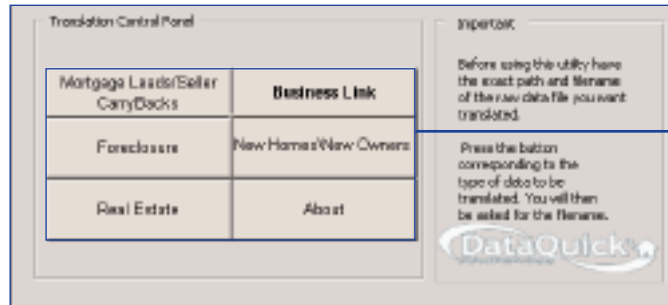 Translation Control Panel
Mortgage Leads/Seller
CarryBacks
Business Link
Foreclosure
New Homes\New Owners
Real Estate
About
Important
Before using this utility have
the exact path and filename
of the raw data file you want
translated.
Press the button
corresponding to the
type of data to be
translated. You will then
be asked for the filename.
DataQuick